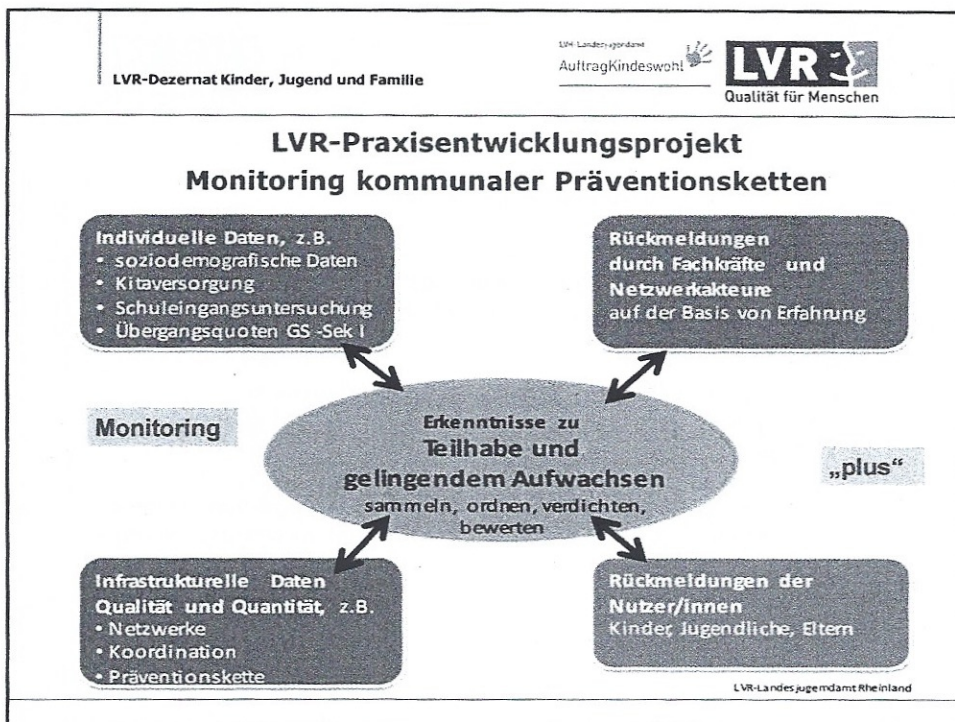 LVR-Dezernat Kinder, Jugend und Familie
LVR-Landesjugendamt
AuftragKindeswohl
LVR
Qualität für Menschen
LVR-Praxisentwicklungsprojekt
Monitoring kommunaler Präventionsketten
Individuelle Daten, z.B.
• soziodemografische Daten
• Kitaversorgung
• Schuleingangsuntersuchung
• Übergangsquoten GS -Sek I
Rückmeldungen
durch Fachkräfte und
Netzwerkakteure
auf der Basis von Erfahrung
Monitoring
Erkenntnisse zu
Teilhabe und
gelingendem Aufwachsen
sammeln, ordnen, verdichten,
bewerten
„plus“
Infrastrukturelle Daten
Qualität und Quantität, z.B.
• Netzwerke
• Koordination
• Präventionskette
Rückmeldungen der
Nutzer/innen
Kinder, Jugendliche, Eltern
LVR-Landesjugemdamt Rheinland